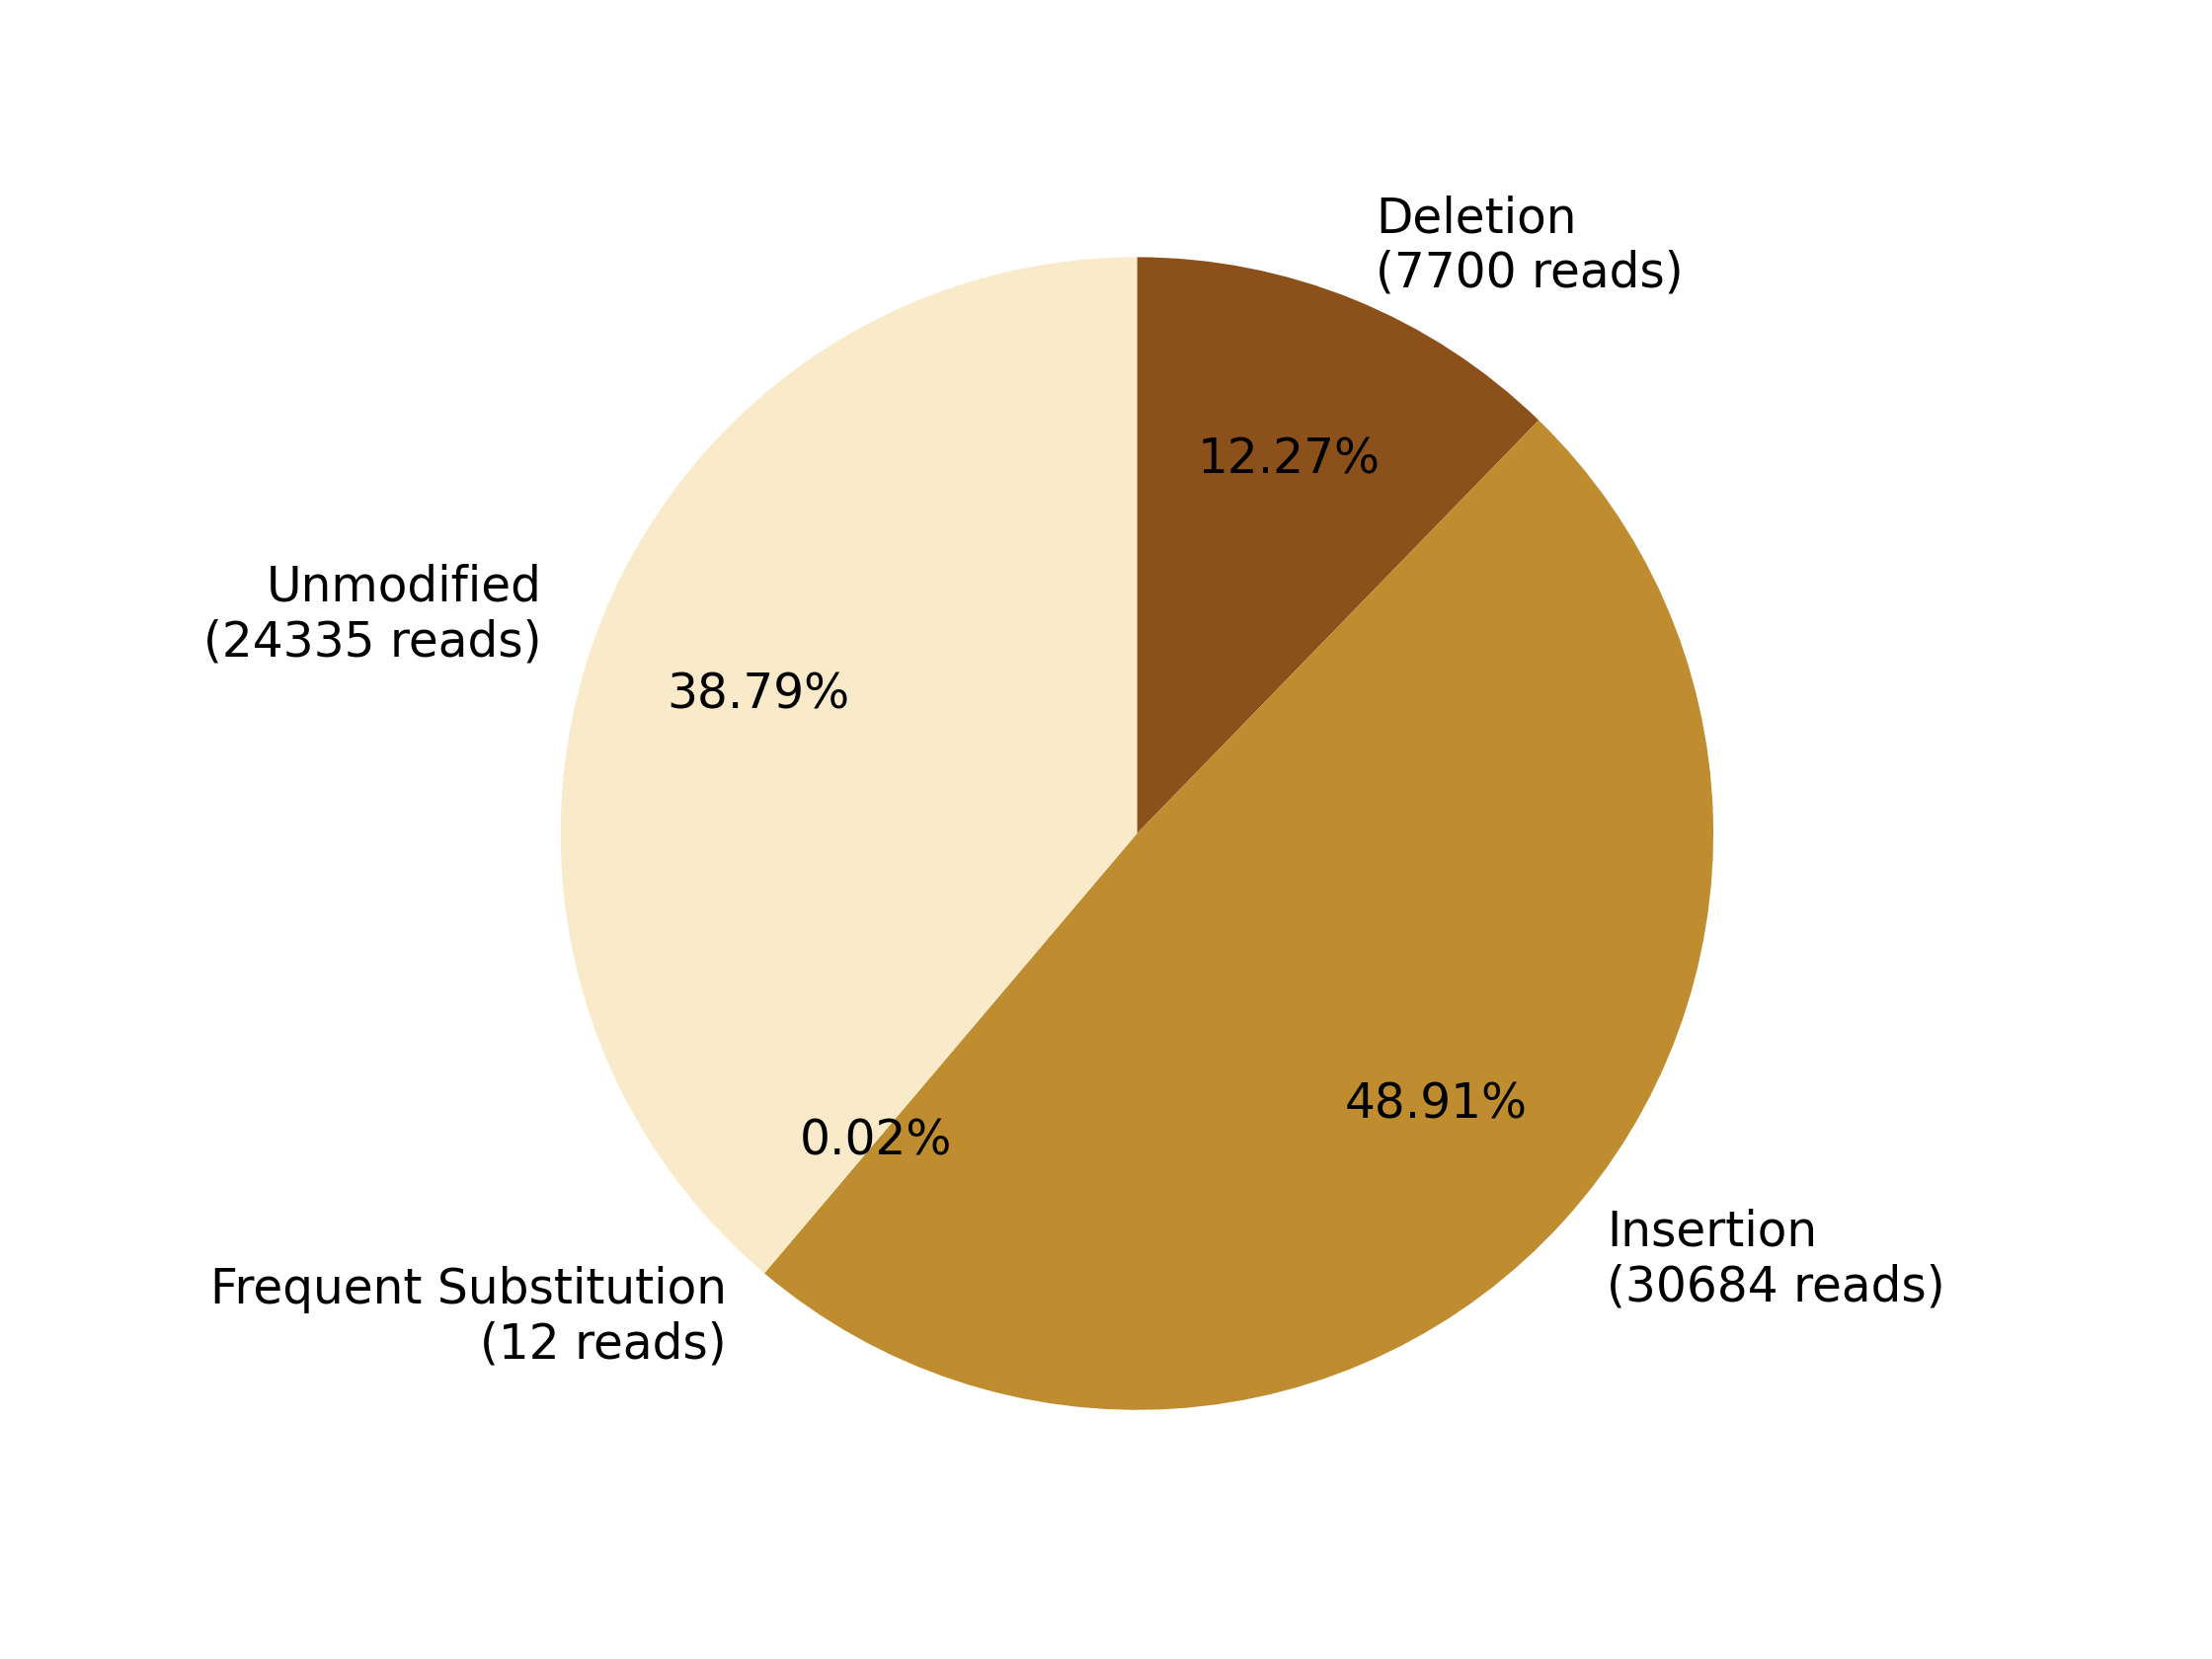 Deletion
(7700 reads)
12.27%
Unmodified
(24335 reads)
38.79%
48.91%
0.02%
Insertion
(30684 reads)
Frequent Substitution
(12 reads)